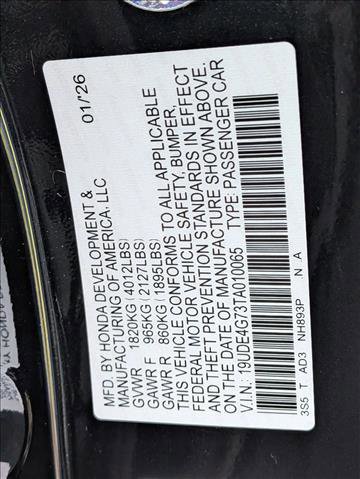 MFD. BY HONDA DEVELOPMENT & 01/'26
MANUFACTURING OF AMERICA, LLC
GVWR 1820KG(4012LBS)
GAWR F 965KG(2127LBS)
GAWR R 860KG(1895LBS)
THIS VEHICLE CONFORMS TO ALL APPLICABLE
FEDERAL MOTOR VEHICLE SAFETY, BUMPER,
AND THEFT PREVENTION STANDARDS IN EFFECT
ON THE DATE OF MANUFACTURE SHOWN ABOVE.
V.I.N.: 19UDE4G73TA010065 TYPE: PASSENGER CAR
3S5 T AD3 NH893P N A